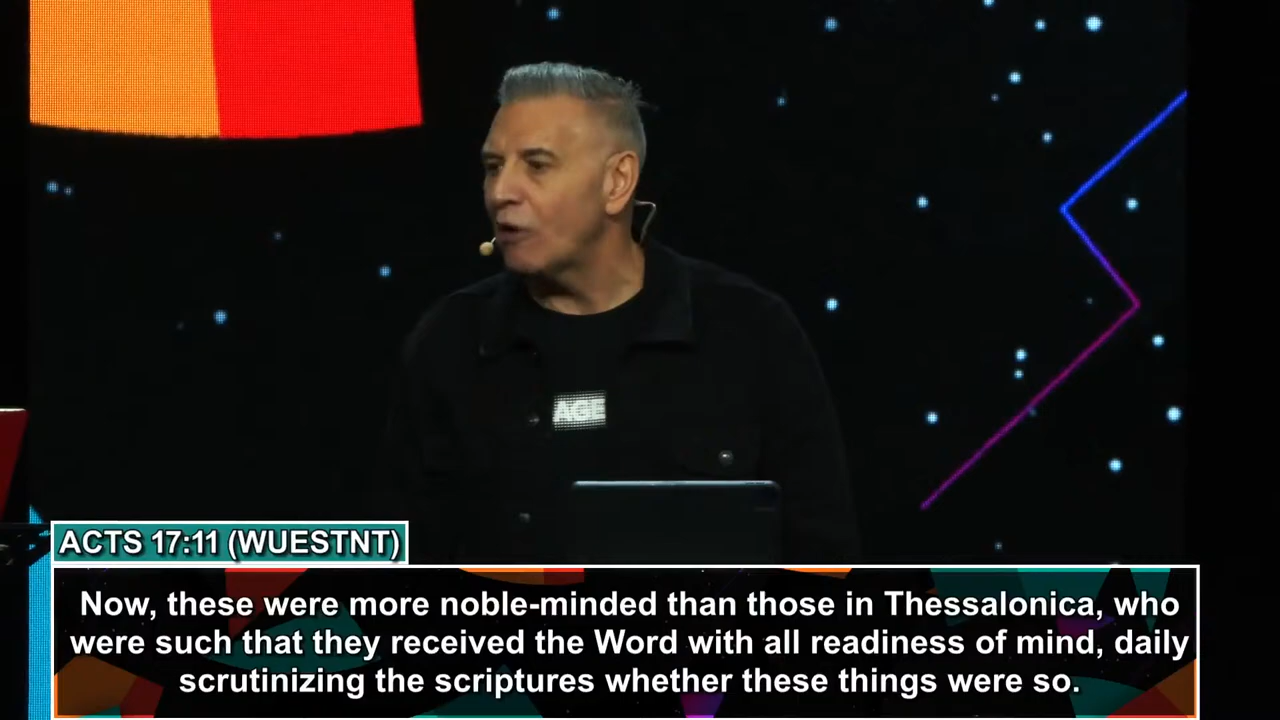 AGE
ACTS 17:11 (WUESTNT)
Now, these were more noble-minded than those in Thessalonica, who
were such that they received the Word with all readiness of mind, daily
scrutinizing the scriptures whether these things were so.